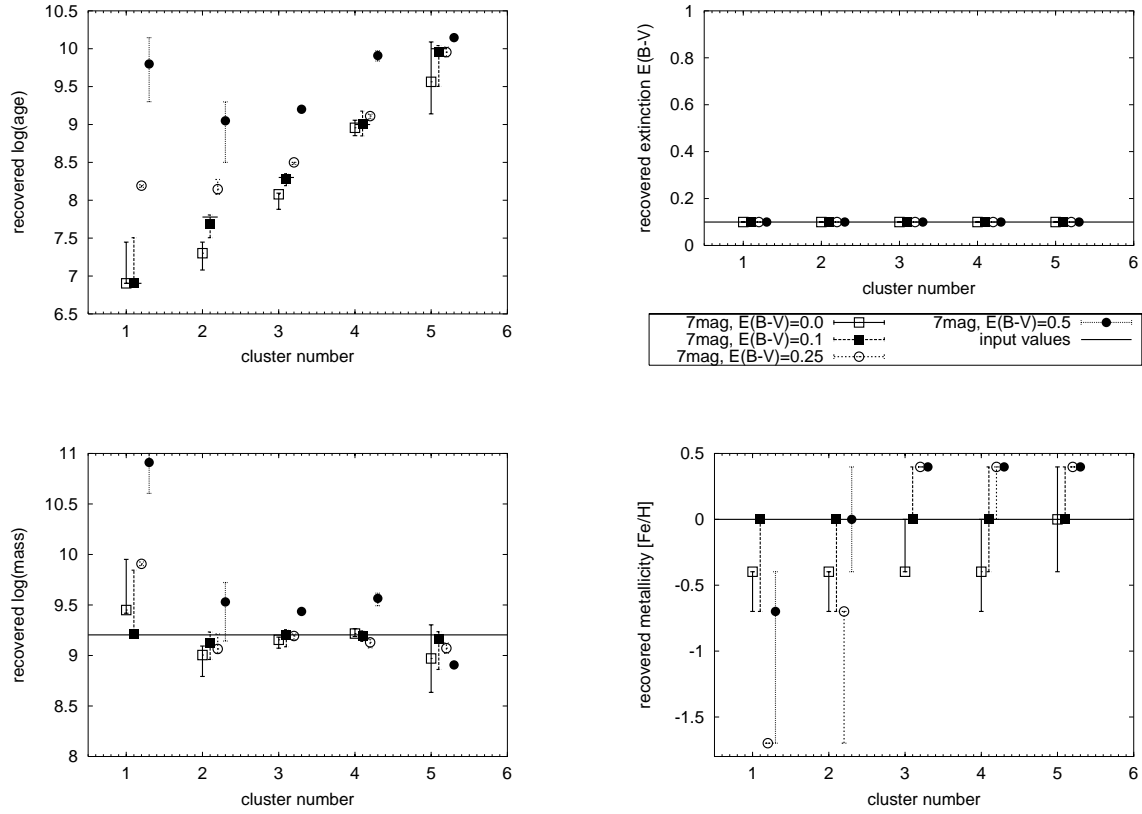 recovered log(age)
10.5
10
9.5
9
8.5
8
7.5
7
6.5
1 2 3 4 5 6
cluster number
recovered extinction E(B-V)
1
0.8
0.6
0.4
0.2
0
1 2 3 4 5 6
cluster number
7mag, E(B-V)=0.0
7mag, E(B-V)=0.1
7mag, E(B-V)=0.25
7mag, E(B-V)=0.5
input values
recovered log(mass)
11
10.5
10
9.5
9
8.5
8
1 2 3 4 5 6
cluster number
recovered metallicity [Fe/H]
0.5
0
-0.5
-1
-1.5
1 2 3 4 5 6
cluster number